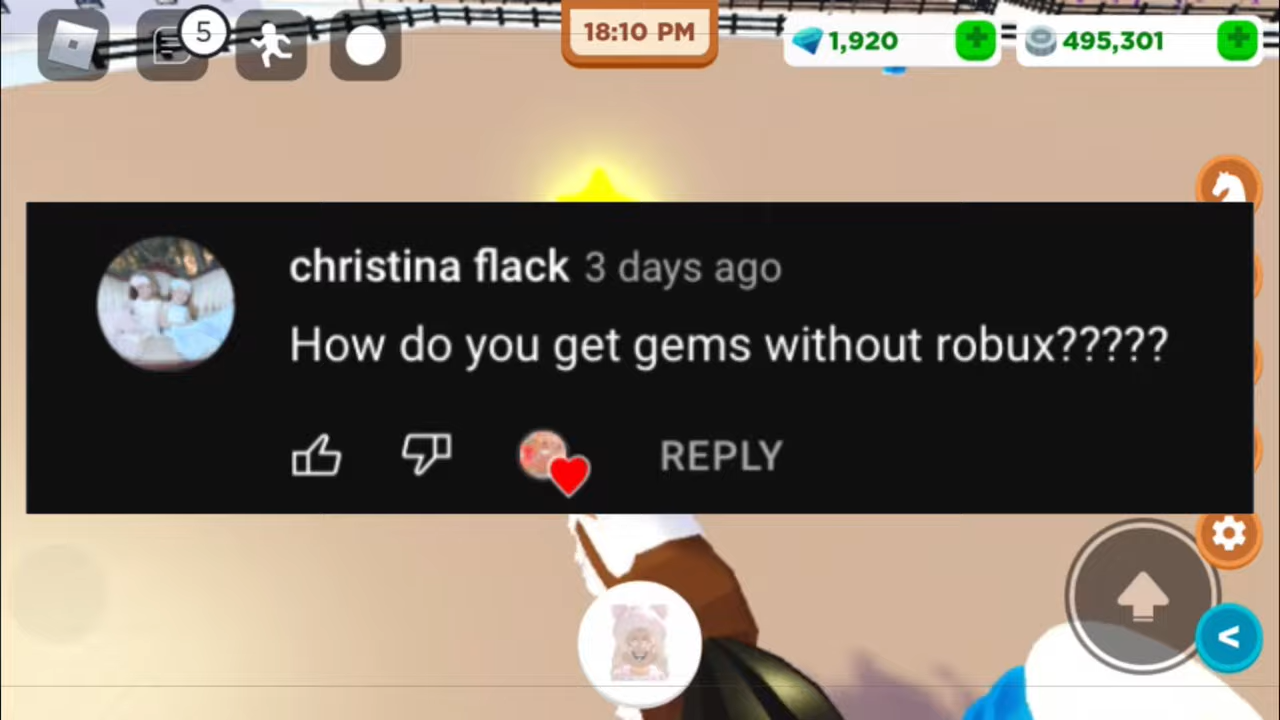 5
18:10 PM
1,920
495,301
christina flack 3 days ago
How do you get gems without robux?????
REPLY
<